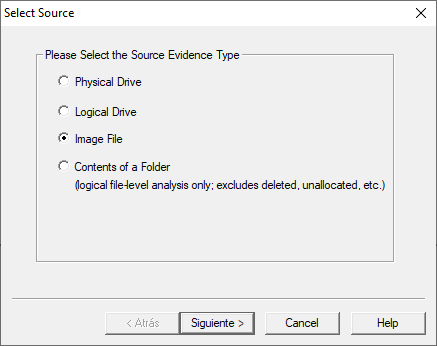 Select Source
Please Select the Source Evidence Type
Physical Drive
Logical Drive
Image File
Contents of a Folder
(logical file-level analysis only; excludes deleted, unallocated, etc.)
< Atrás Siguiente > Cancel Help